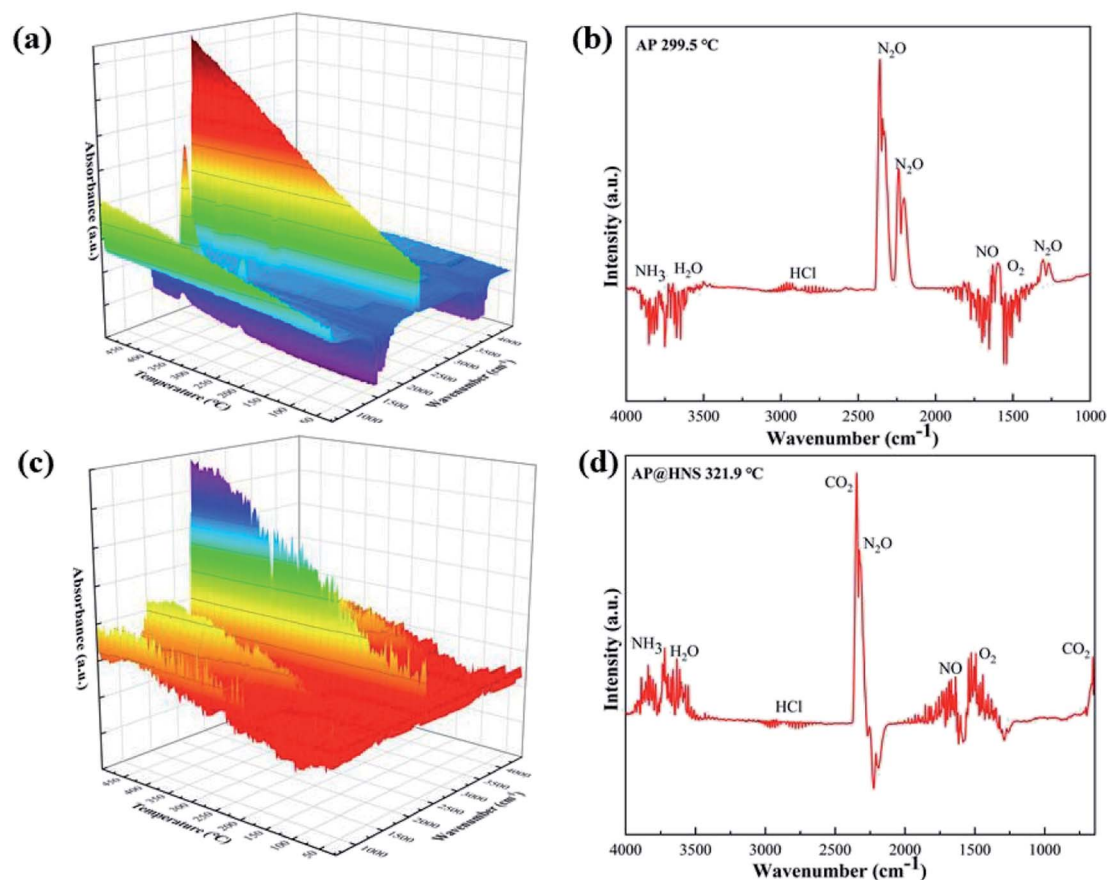 (a)
Absorbance (a.u.)
450
400
350
300
250
200
150
100
50
Temperature (℃)
1000
1500
2000
2500
3000
3500
4000
Wavenumber (cm⁻¹)
(b)
AP 299.5 ℃
N₂O
N₂O
NH₃
H₂O
HCl
NO
O₂
N₂O
Intensity (a.u.)
4000 3500 3000 2500 2000 1500 1000
Wavenumber (cm⁻¹)
(c)
Absorbance (a.u.)
450
400
350
300
250
200
150
100
50
Temperature (℃)
1000
1500
2000
2500
3000
3500
4000
Wavenumber (cm⁻¹)
(d)
AP@HNS 321.9 ℃
CO₂
N₂O
NH₃
H₂O
HCl
NO
O₂
CO₂
Intensity (a.u.)
4000 3500 3000 2500 2000 1500 1000
Wavenumber (cm⁻¹)